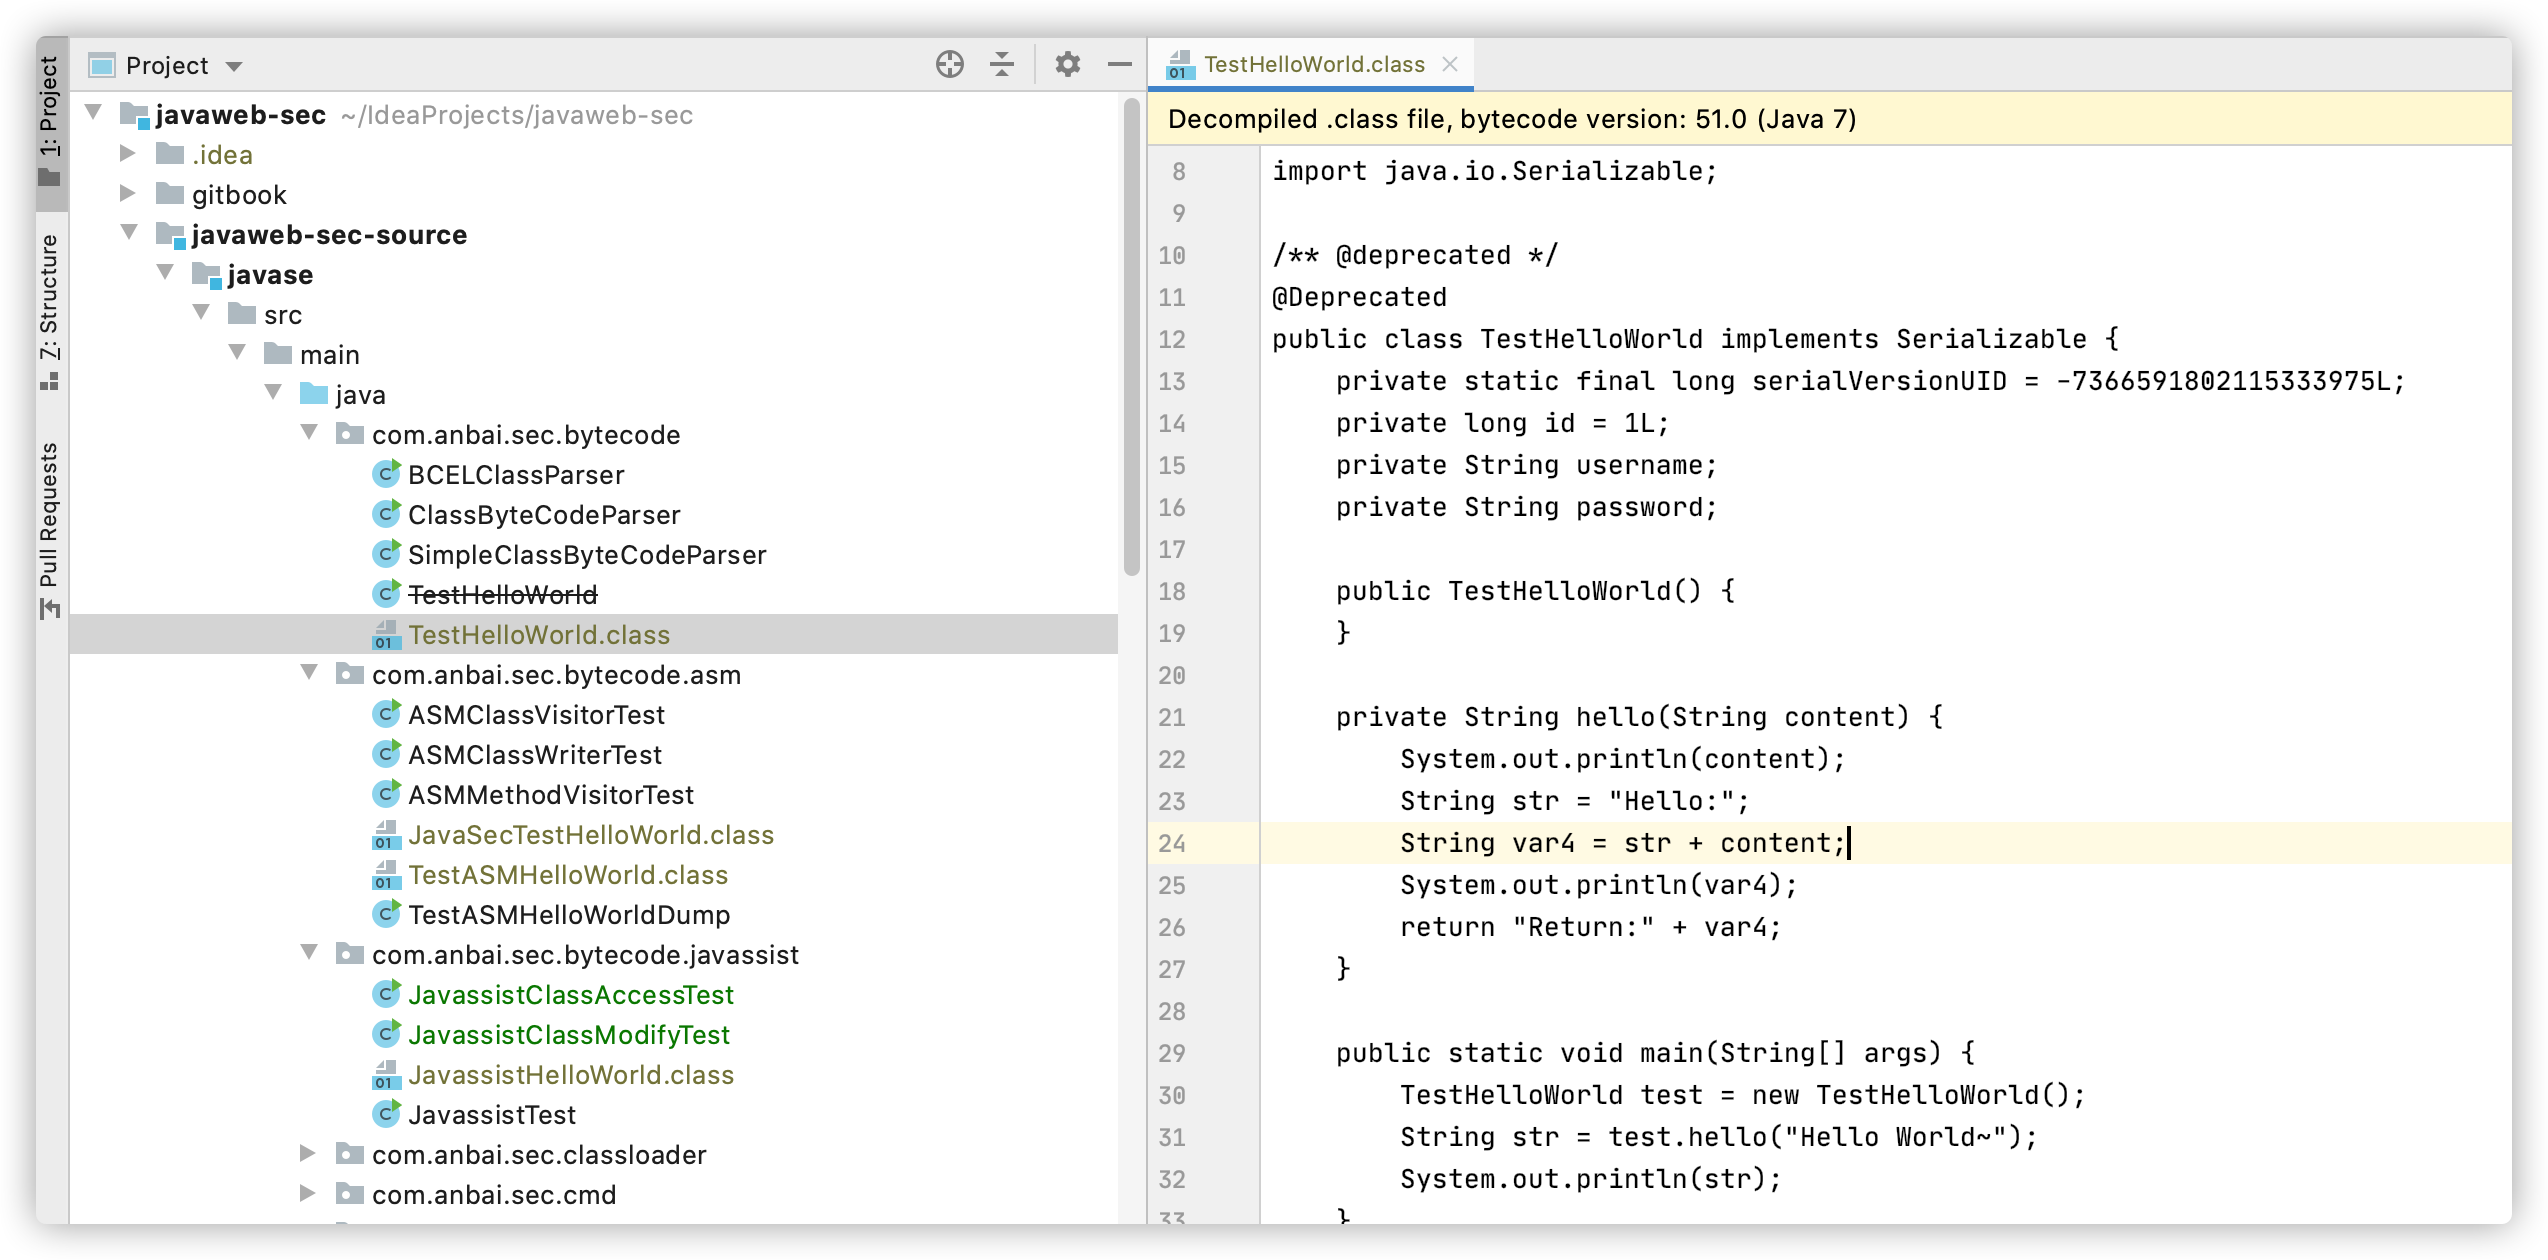 1: Project
7: Structure
Pull Requests
Project
javaweb-sec ~/IdeaProjects/javaweb-sec
.idea
gitbook
javaweb-sec-source
javase
src
main
java
com.anbai.sec.bytecode
BCELClassParser
ClassByteCodeParser
SimpleClassByteCodeParser
TestHelloWorld
TestHelloWorld.class
com.anbai.sec.bytecode.asm
ASMClassVisitorTest
ASMClassWriterTest
ASMMethodVisitorTest
JavaSecTestHelloWorld.class
TestASMHelloWorld.class
TestASMHelloWorldDump
com.anbai.sec.bytecode.javassist
JavassistClassAccessTest
JavassistClassModifyTest
JavassistHelloWorld.class
JavassistTest
com.anbai.sec.classloader
com.anbai.sec.cmd
TestHelloWorld.class
Decompiled .class file, bytecode version: 51.0 (Java 7)
8 import java.io.Serializable;
9
10 /** @deprecated */
11 @Deprecated
12 public class TestHelloWorld implements Serializable {
13 private static final long serialVersionUID = -7366591802115333975L;
14 private long id = 1L;
15 private String username;
16 private String password;
17
18 public TestHelloWorld() {
19 }
20
21 private String hello(String content) {
22 System.out.println(content);
23 String str = "Hello:";
24 String var4 = str + content;
25 System.out.println(var4);
26 return "Return:" + var4;
27 }
28
29 public static void main(String[] args) {
30 TestHelloWorld test = new TestHelloWorld();
31 String str = test.hello("Hello World~");
32 System.out.println(str);
33 }